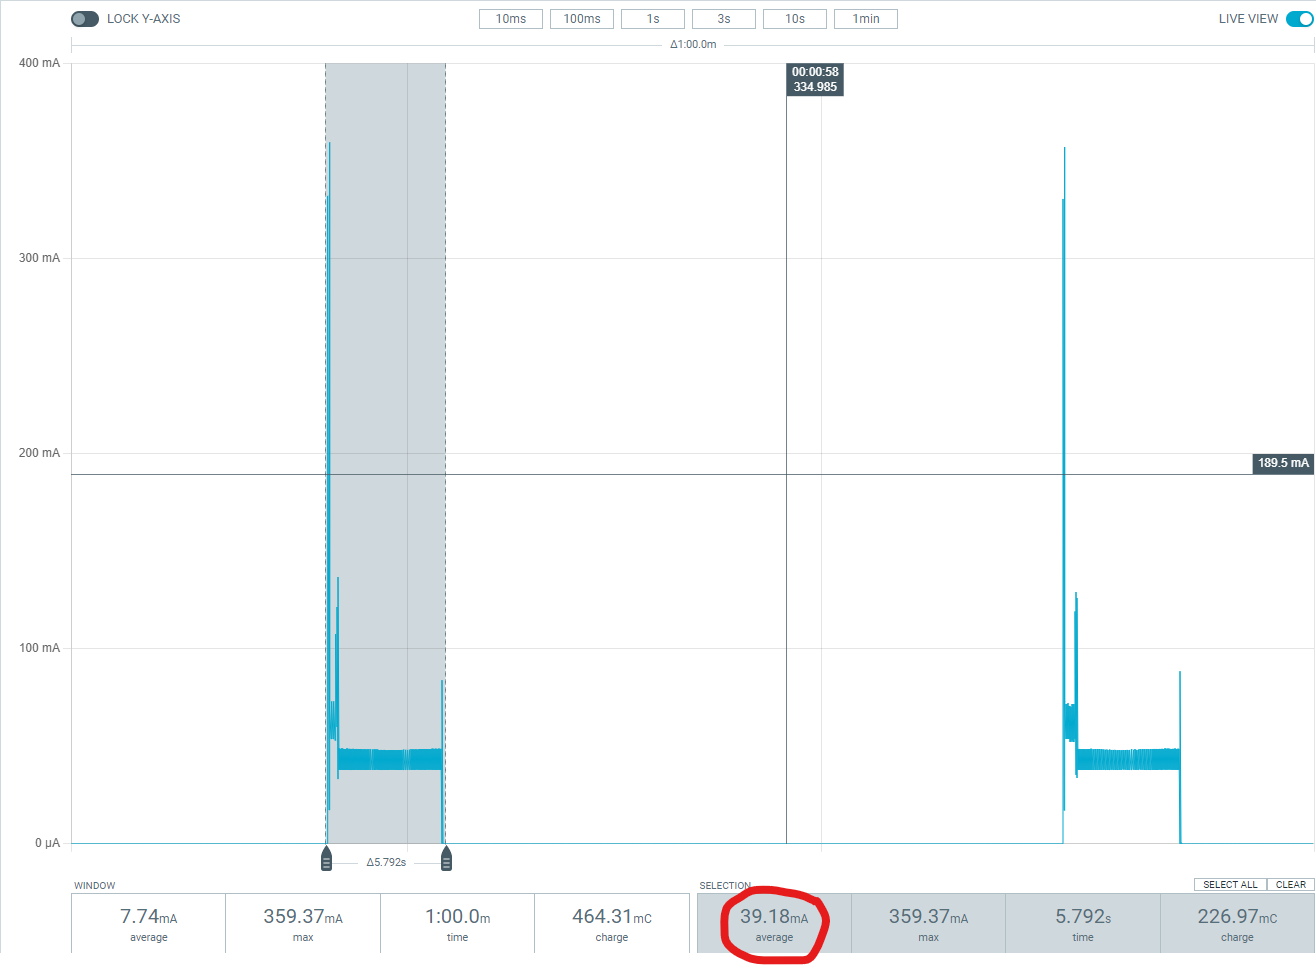 LOCK Y-AXIS
10ms 100ms 1s 3s 10s 1min
LIVE VIEW
Δ1:00.0m
400 mA
00:00:58
334.985
300 mA
200 mA
189.5 mA
100 mA
0 µA
Δ5.792s
WINDOW
7.74mA
average
359.37mA
max
1:00.0m
time
464.31mC
charge
SELECTION
SELECT ALL CLEAR
39.18mA
average
359.37mA
max
5.792s
time
226.97mC
charge